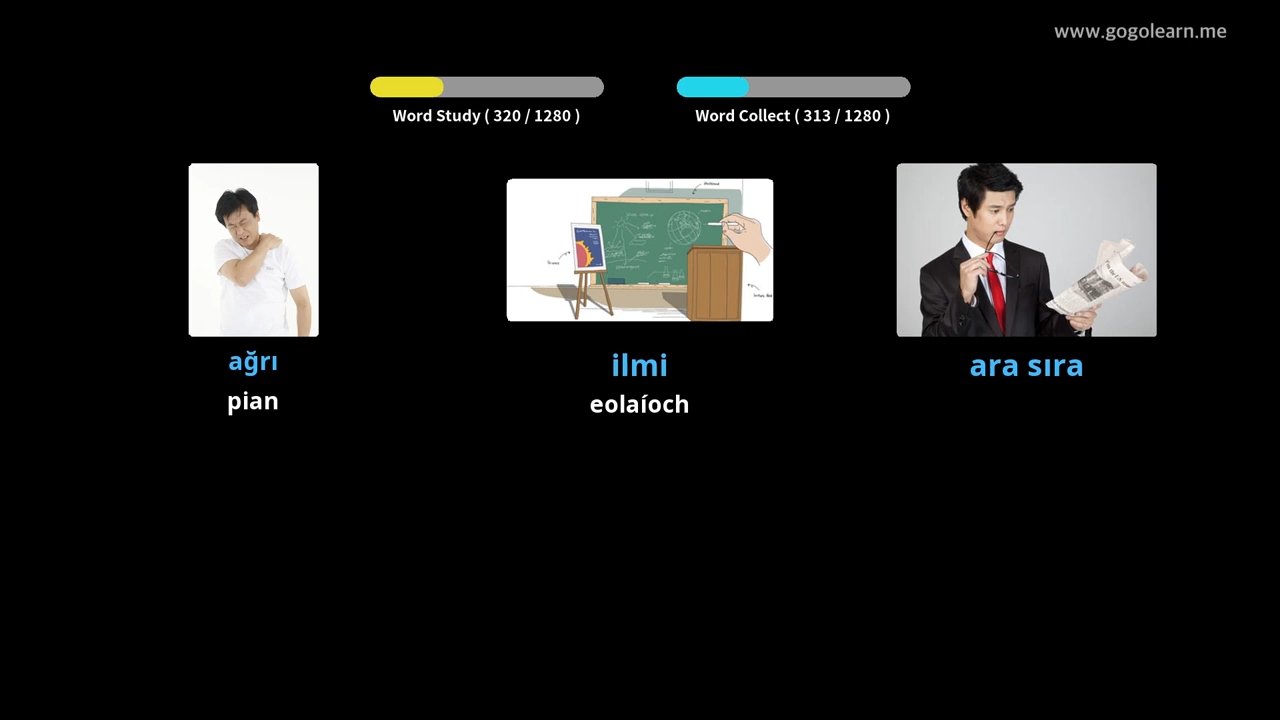 www.gogolearn.me
Word Study ( 320 / 1280 )
Word Collect ( 313 / 1280 )
ağrı
pian
ilmi
eolaíoch
ara sıra